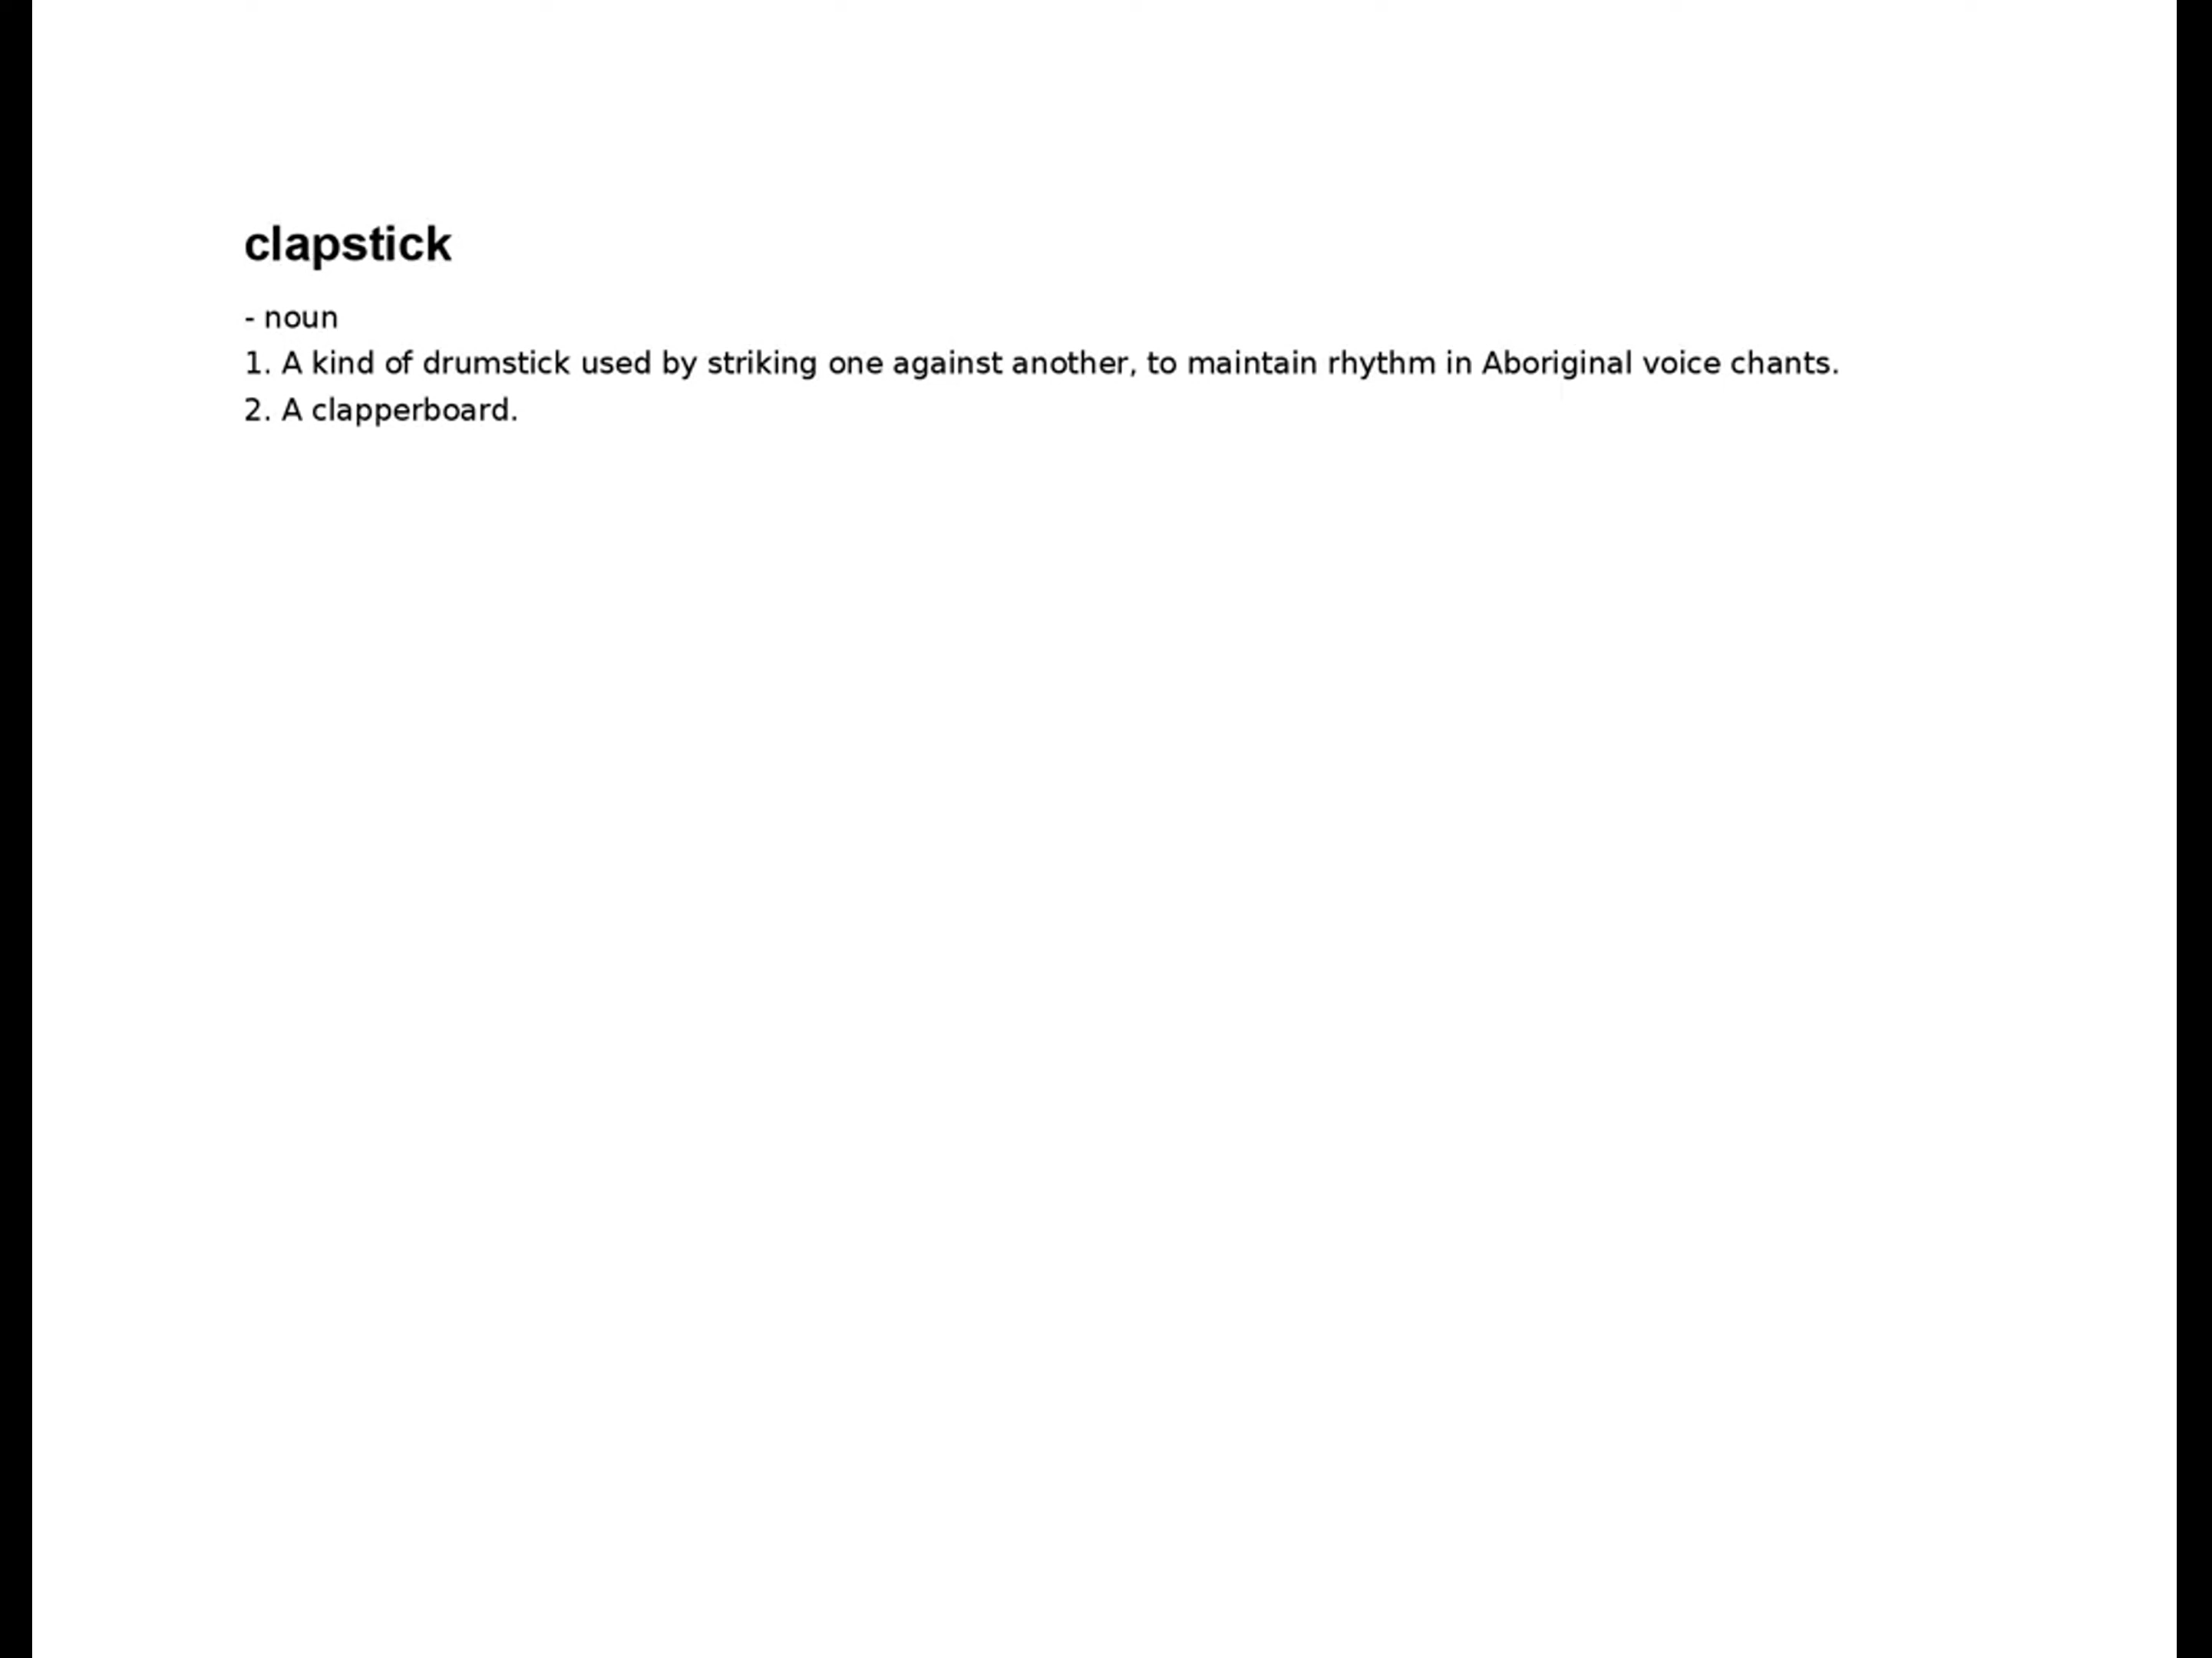 clapstick
- noun
1. A kind of drumstick used by striking one against another, to maintain rhythm in Aboriginal voice chants.
2. A clapperboard.